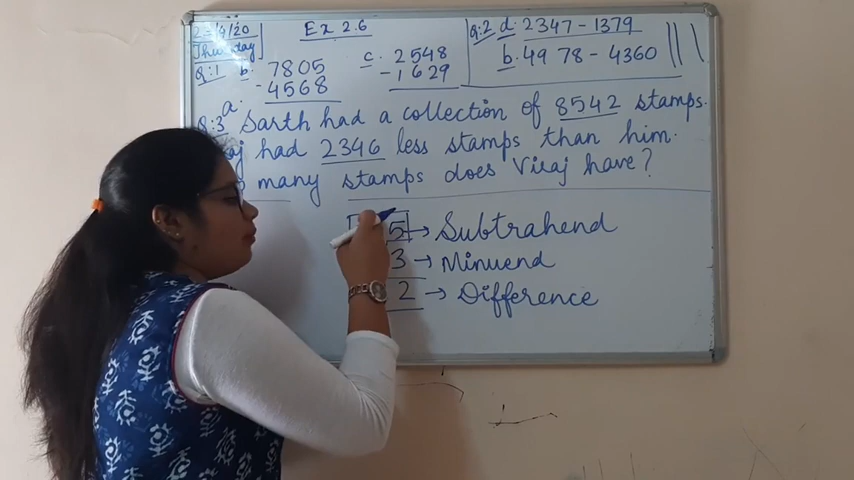 2 /4/20
Thursday
Ex 2.6
Q:1 b. 7805
- 4568
c. 2548
- 1629
Q:2 d. 2347 - 1379
b. 4978 - 4360
Q:3 a. Sarth had a collection of 8542 stamps.
had 2346 less stamps than him.
many stamps does Viraj have?
5 → Subtrahend
3 → Minuend
2 → Difference